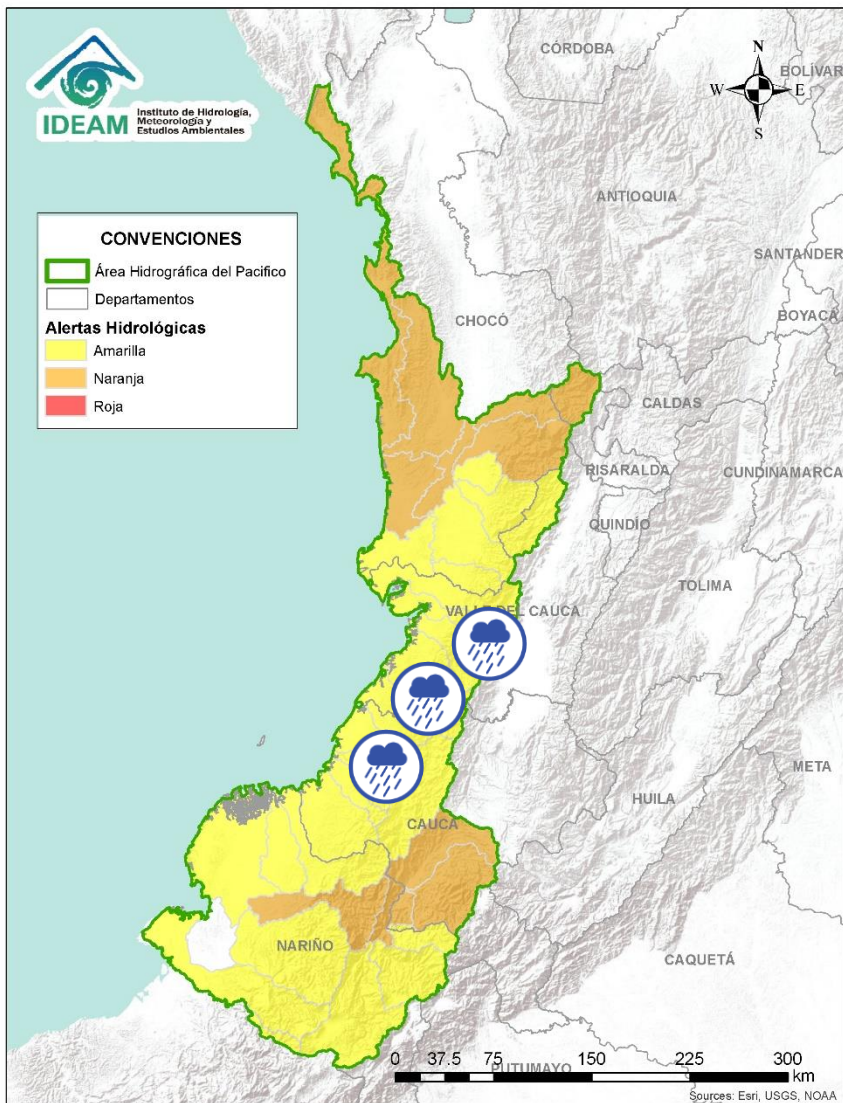 IDEAM
Instituto de Hidrología,
Meteorología y
Estudios Ambientales
N
W
E
S
CONVENCIONES
Área Hidrográfica del Pacifico
Departamentos
Alertas Hidrológicas
Amarilla
Naranja
Roja
CÓRDOBA
BOLÍVAR
ANTIOQUIA
SANTANDER
BOYACA
CHOCÓ
CALDAS
RISARALDA
CUNDINAMARCA
QUINDÍO
TOLIMA
VALLE DEL CAUCA
META
HUILA
CAUCA
NARIÑO
CAQUETÁ
PUTUMAYO
0 37.5 75 150 225 300
km
Sources: Esri, USGS, NOAA